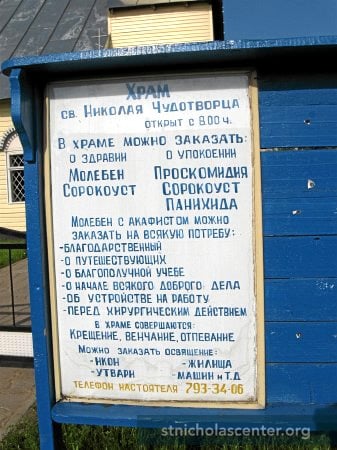 ХРАМ
св. Николая Чудотворца
открыт с 8.00 ч.
В храме можно заказать:
о здравии о упокоении
Молебен Проскомидия
Сорокоуст Сорокоуст
Панихида
Молебен с акафистом можно
заказать на всякую потребу:
-благодарственный
-о путешествующих
-о благополучной учебе
-о начале всякого доброго дела
-об устройстве на работу
-перед хирургическим действием
в храме совершаются:
Крещение, венчание, отпевание
Можно заказать освящение:
-икон -жилища
-утвари -машин и т.д
телефон настоятеля 793-34-06
stnicholascenter.org